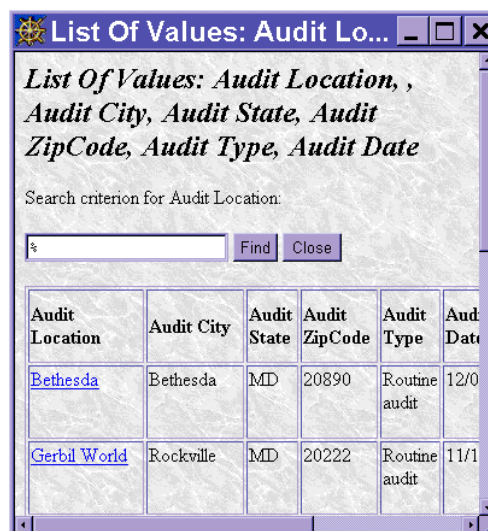 List Of Values: Audit Lo...
List Of Values: Audit Location, ,
Audit City, Audit State, Audit
ZipCode, Audit Type, Audit Date
Search criterion for Audit Location:
% Find Close
Audit Location Audit City Audit State Audit ZipCode Audit Type
Bethesda Bethesda MD 20890 Routine audit 12/0
Gerbil World Rockville MD 20222 Routine audit 11/1